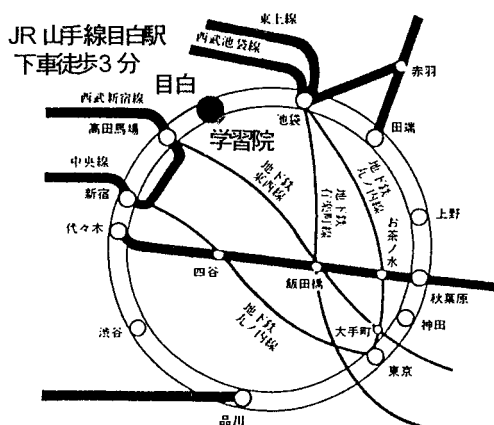 JR 山手線目白駅
下車徒歩3分
東上線
西武池袋線
赤羽
目白
西武新宿線
池袋
高田馬場
学習院
田端
中央線
地下鉄
東西線
地下鉄
有楽町線
地下鉄
丸ノ内線
新宿
お茶ノ水
上野
代々木
四谷
飯田橋
秋葉原
地下鉄
丸ノ内線
神田
大手町
渋谷
東京
品川